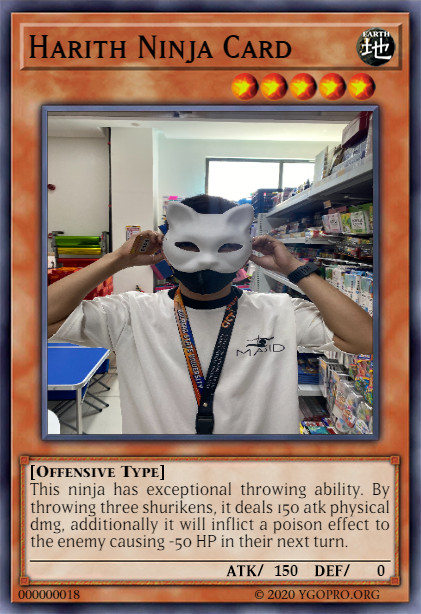 Harith Ninja Card
EARTH
地
MAJID
[Offensive Type]
This ninja has exceptional throwing ability. By
throwing three shurikens, it deals 150 atk physical
dmg, additionally it will inflict a poison effect to
the enemy causing -50 HP in their next turn.
ATK/ 150 DEF/ 0
000000018
© 2020 YGOPRO.ORG